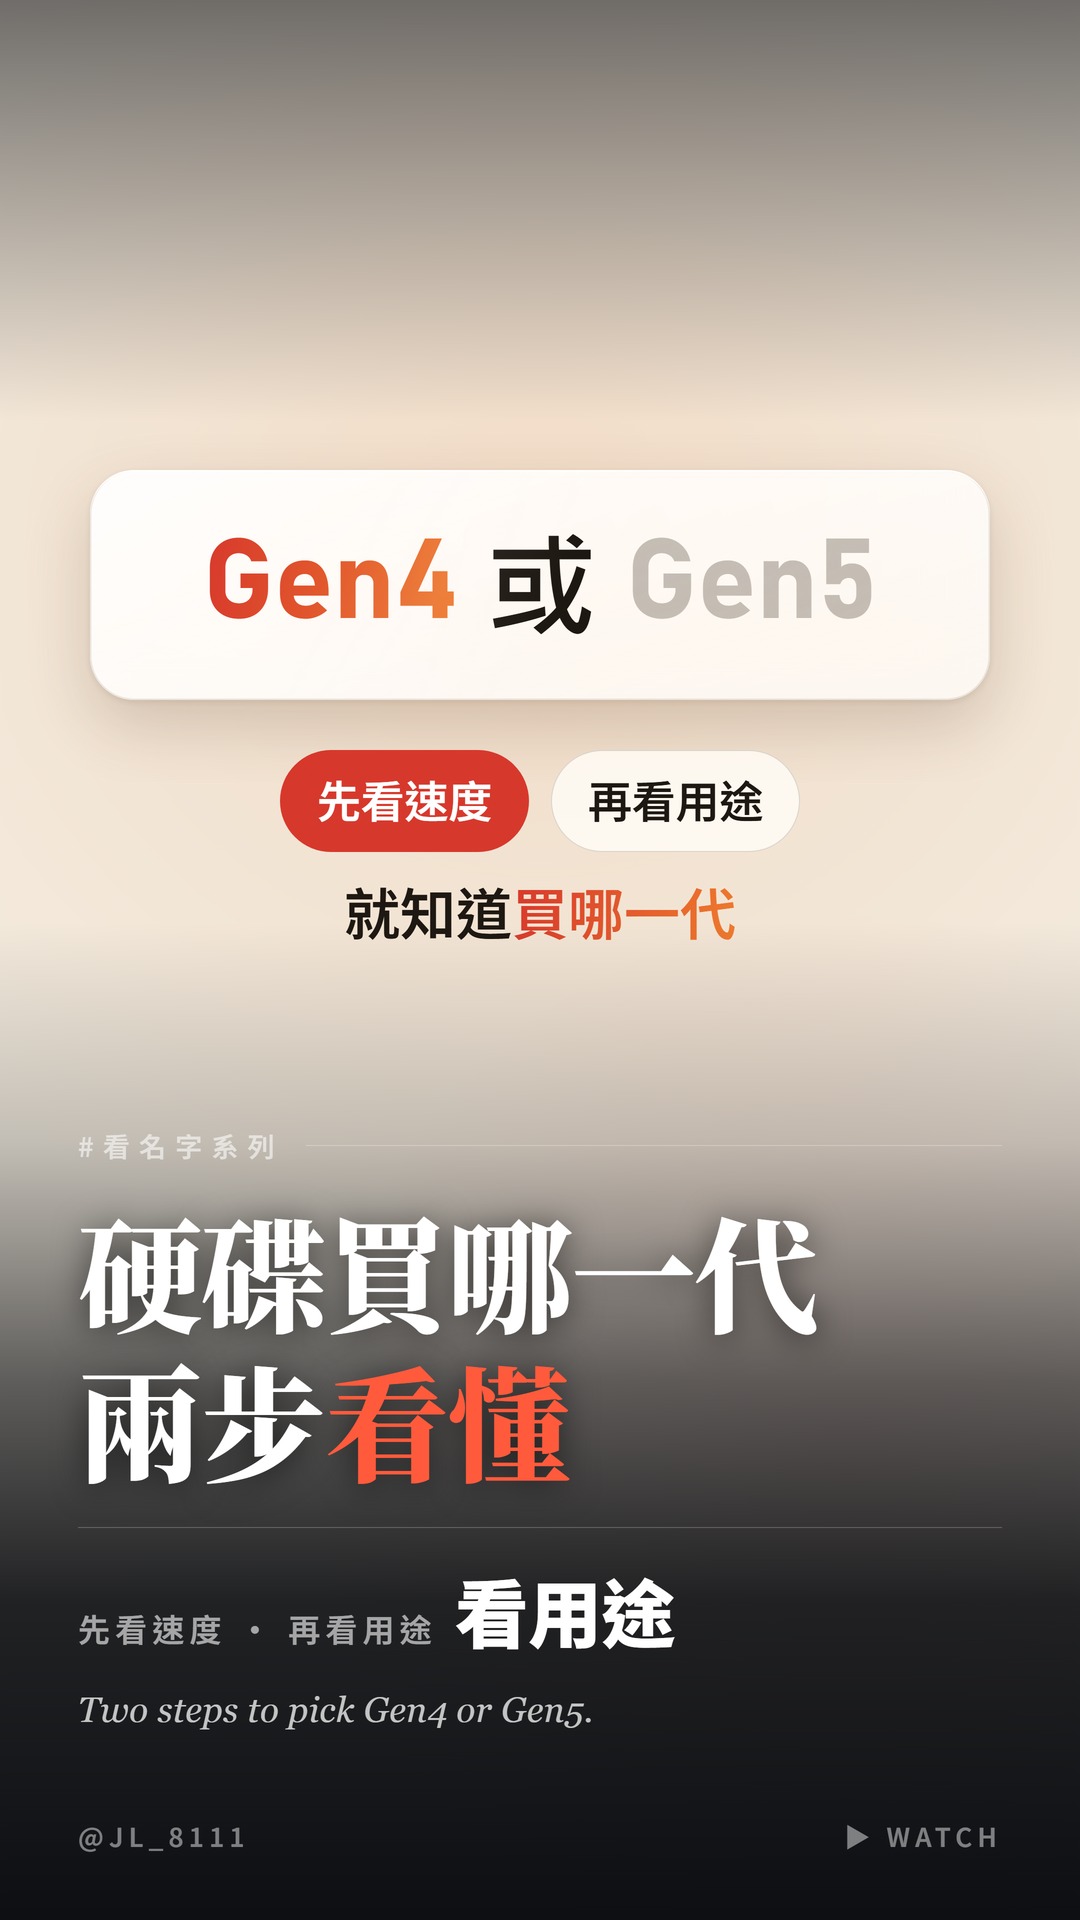 Gen4 或 Gen5
先看速度 再看用途
就知道買哪一代
#看名字系列
硬碟買哪一代
兩步看懂
先看速度 · 再看用途 看用途
Two steps to pick Gen4 or Gen5.
@JL_8111 ▶ WATCH